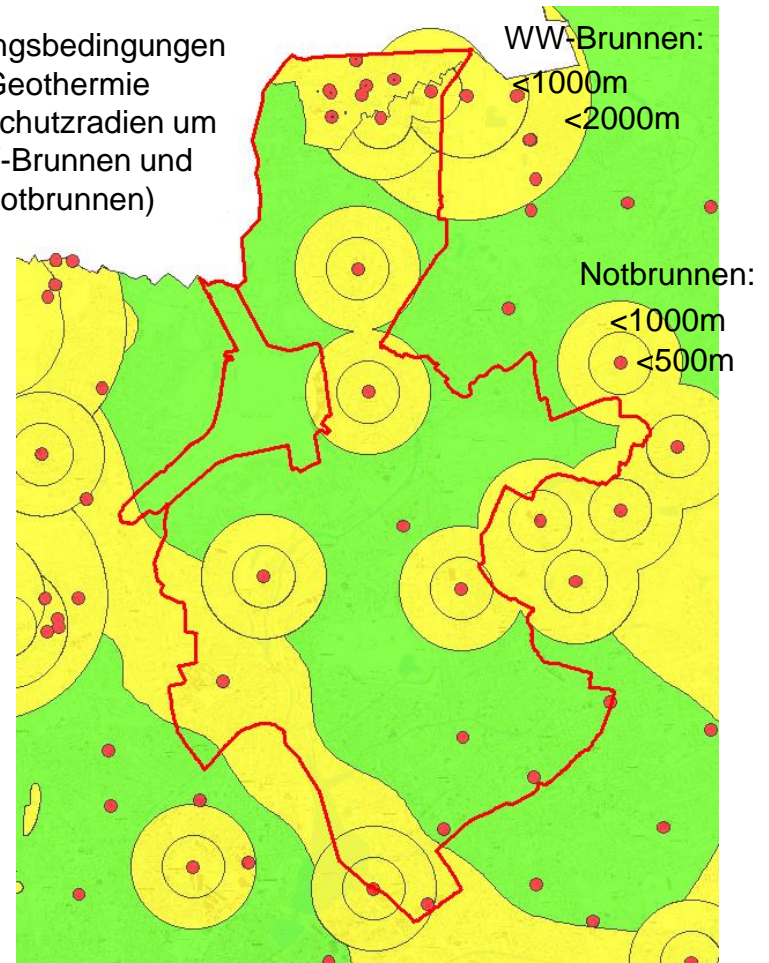 ngsbedingungen
Geothermie
chutzradien um
-Brunnen und
otbrunnen)
WW-Brunnen:
<1000m
<2000m
Notbrunnen:
<1000m
<500m